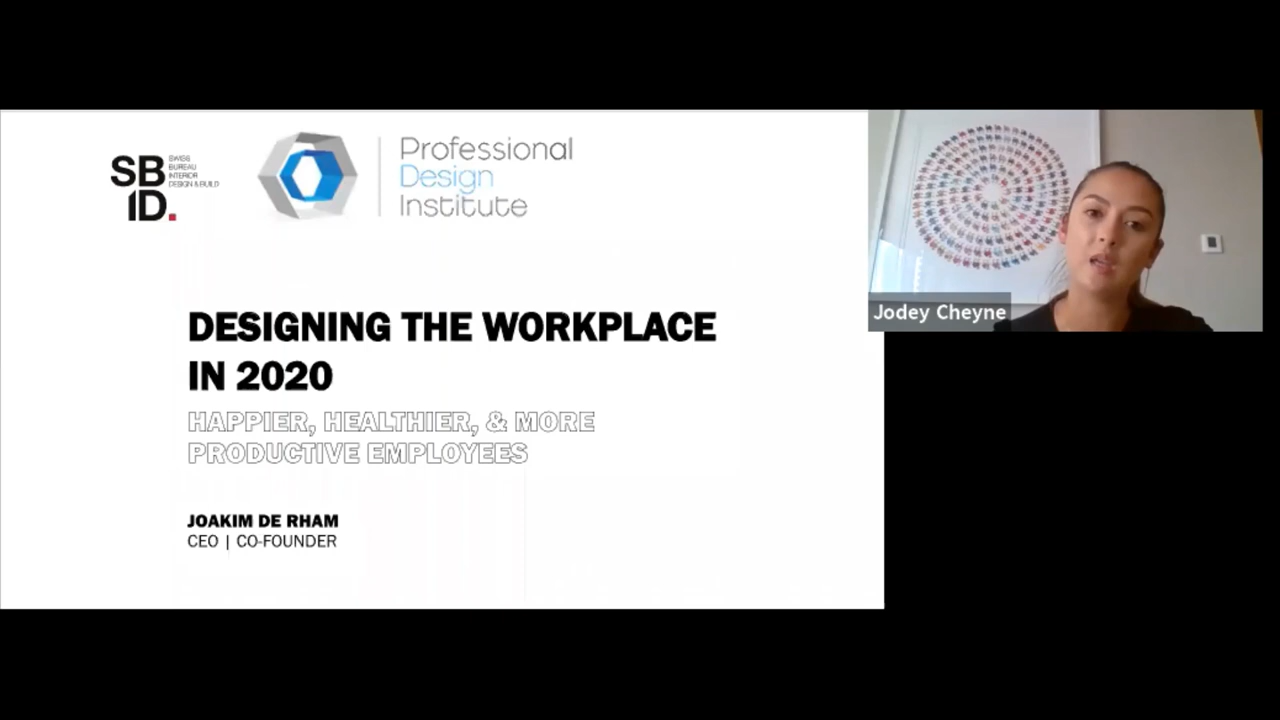 SB
ID.
SWISS
BUREAU
INTERIOR
DESIGN & BUILD
Professional
Design
Institute
DESIGNING THE WORKPLACE
IN 2020
HAPPIER, HEALTHIER, & MORE
PRODUCTIVE EMPLOYEES
JOAKIM DE RHAM
CEO | CO-FOUNDER
Jodey Cheyne